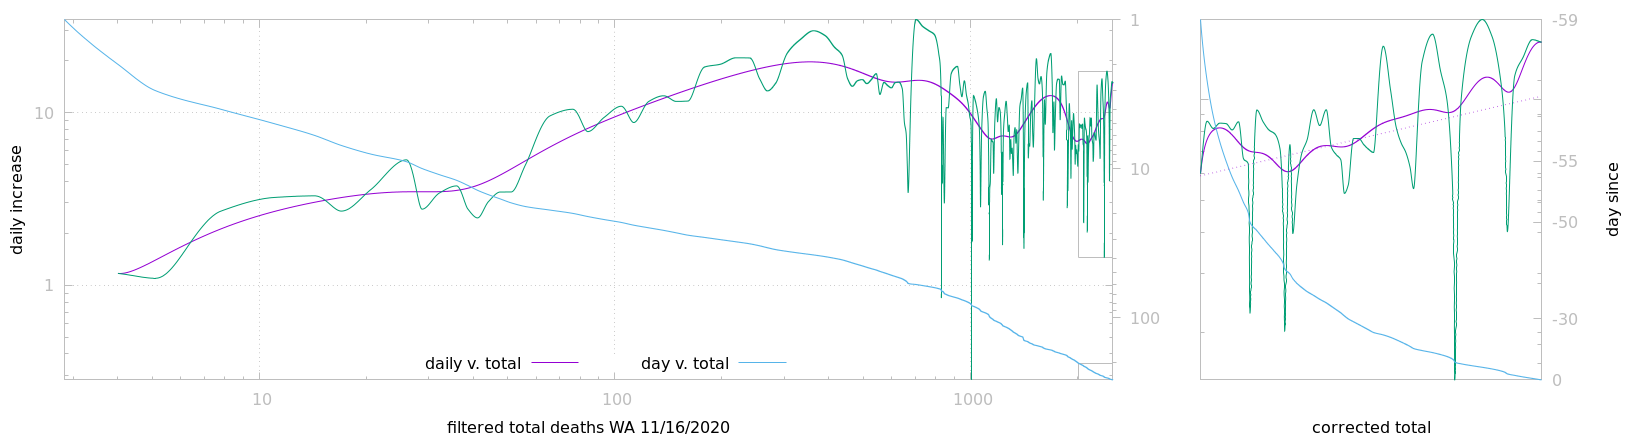 daily increase
10
1
daily v. total
day v. total
10
100
1000
filtered total deaths WA 11/16/2020
1
10
100
-59
-55
-50
-30
0
day since
corrected total